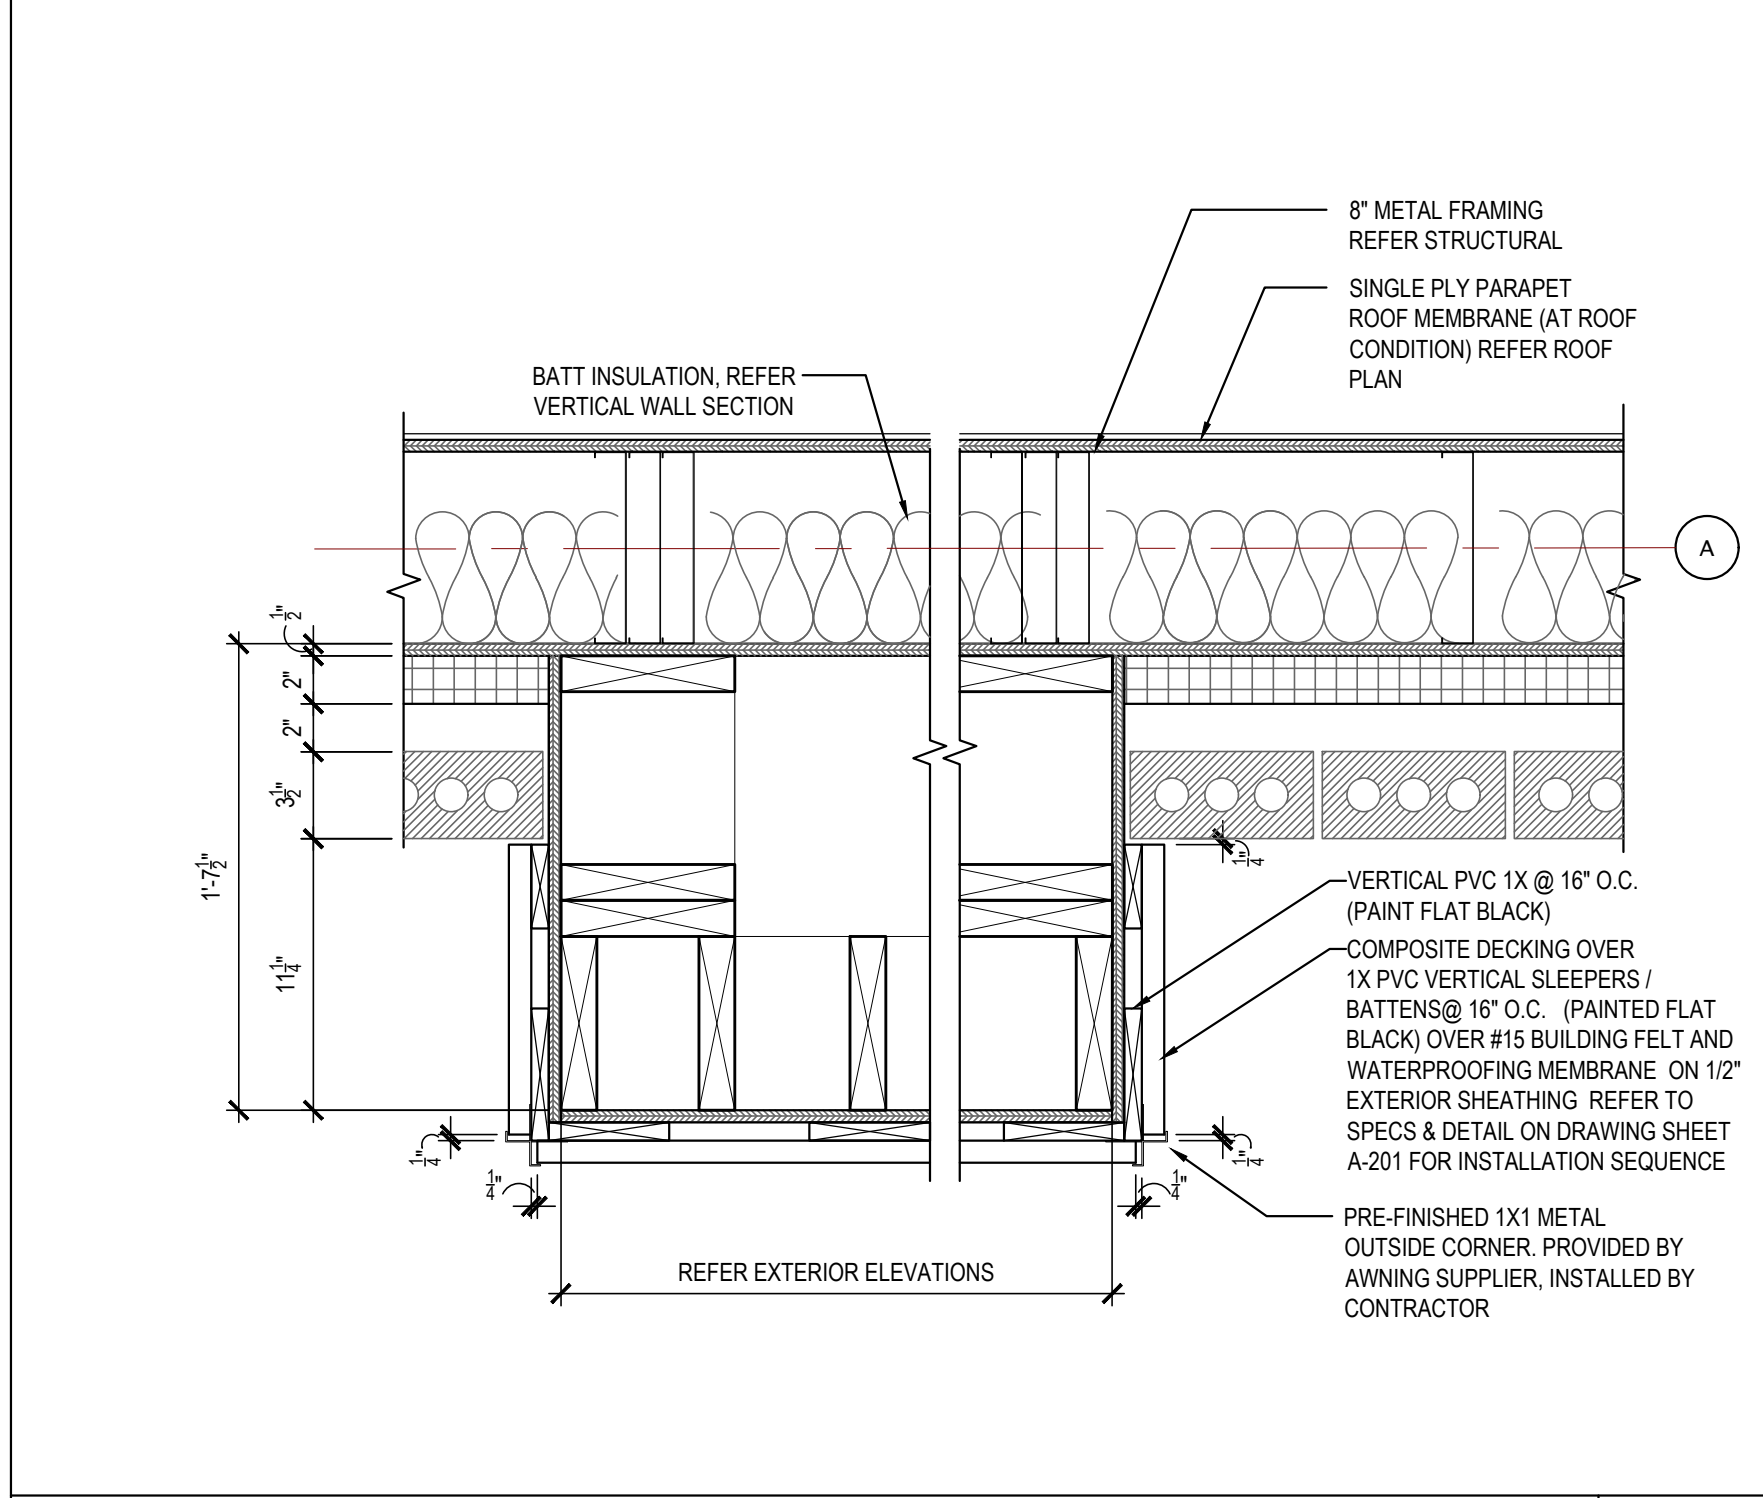 8" METAL FRAMING
REFER STRUCTURAL
SINGLE PLY PARAPET
ROOF MEMBRANE (AT ROOF
CONDITION) REFER ROOF
PLAN
BATT INSULATION, REFER
VERTICAL WALL SECTION
A
1/2"
2"
2"
3 1/2"
11 1/4"
1'-7 1/2"
1/4"
VERTICAL PVC 1X @ 16" O.C.
(PAINT FLAT BLACK)
COMPOSITE DECKING OVER
1X PVC VERTICAL SLEEPERS /
BATTENS@ 16" O.C. (PAINTED FLAT
BLACK) OVER #15 BUILDING FELT AND
WATERPROOFING MEMBRANE ON 1/2"
EXTERIOR SHEATHING REFER TO
SPECS & DETAIL ON DRAWING SHEET
A-201 FOR INSTALLATION SEQUENCE
1/4"
1/4"
1/4"
1/4"
PRE-FINISHED 1X1 METAL
OUTSIDE CORNER. PROVIDED BY
AWNING SUPPLIER, INSTALLED BY
CONTRACTOR
REFER EXTERIOR ELEVATIONS